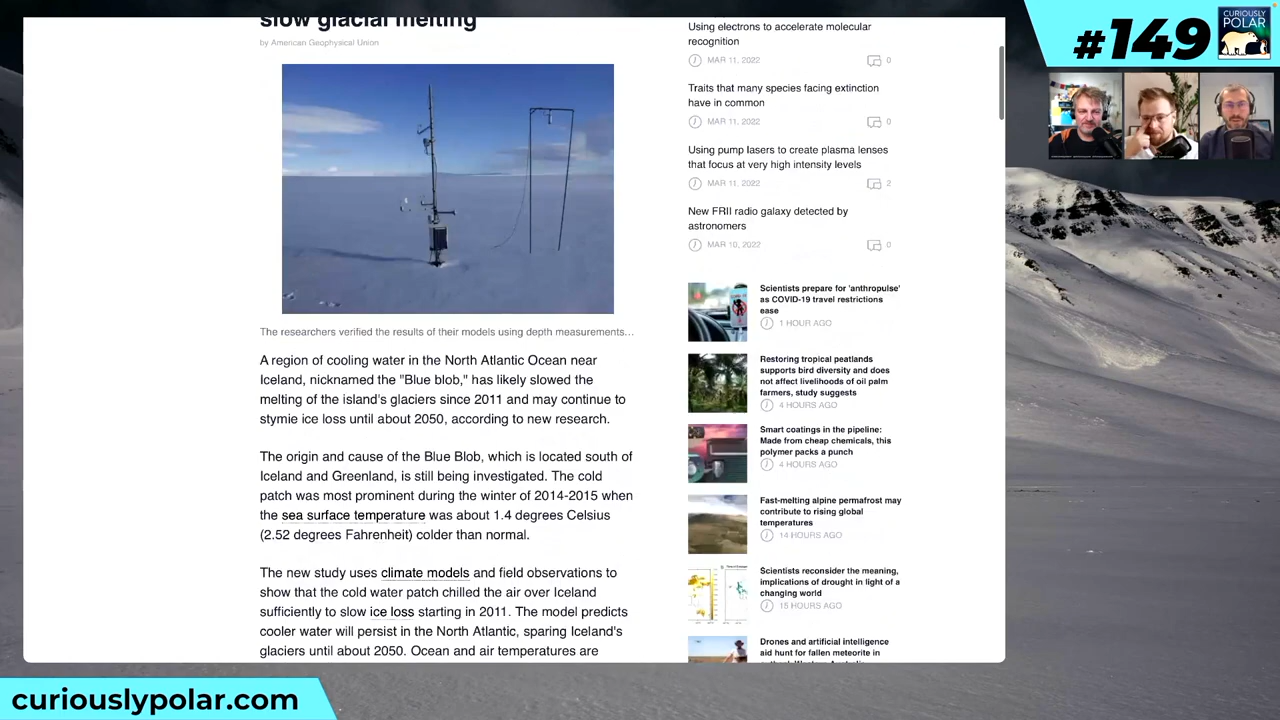 slow glacial melting
by American Geophysical Union
The researchers verified the results of their models using depth measurements...
A region of cooling water in the North Atlantic Ocean near
Iceland, nicknamed the "Blue blob," has likely slowed the
melting of the island's glaciers since 2011 and may continue to
stymie ice loss until about 2050, according to new research.
The origin and cause of the Blue Blob, which is located south of
Iceland and Greenland, is still being investigated. The cold
patch was most prominent during the winter of 2014-2015 when
the sea surface temperature was about 1.4 degrees Celsius
(2.52 degrees Fahrenheit) colder than normal.
The new study uses climate models and field observations to
show that the cold water patch chilled the air over Iceland
sufficiently to slow ice loss starting in 2011. The model predicts
cooler water will persist in the North Atlantic, sparing Iceland's
glaciers until about 2050. Ocean and air temperatures are
Using electrons to accelerate molecular
recognition
MAR 11, 2022 0
Traits that many species facing extinction
have in common
MAR 11, 2022 0
Using pump lasers to create plasma lenses
that focus at very high intensity levels
MAR 11, 2022 2
New FRII radio galaxy detected by
astronomers
MAR 10, 2022 0
Scientists prepare for 'anthropulse'
as COVID-19 travel restrictions
ease
1 HOUR AGO
Restoring tropical peatlands
supports bird diversity and does
not affect livelihoods of oil palm
farmers, study suggests
4 HOURS AGO
Smart coatings in the pipeline:
Made from cheap chemicals, this
polymer packs a punch
4 HOURS AGO
Fast-melting alpine permafrost may
contribute to rising global
temperatures
14 HOURS AGO
Scientists reconsider the meaning,
implications of drought in light of a
changing world
15 HOURS AGO
Drones and artificial intelligence
aid hunt for fallen meteorite in
#149
CURIOUSLY
POLAR
curiouslypolar.com